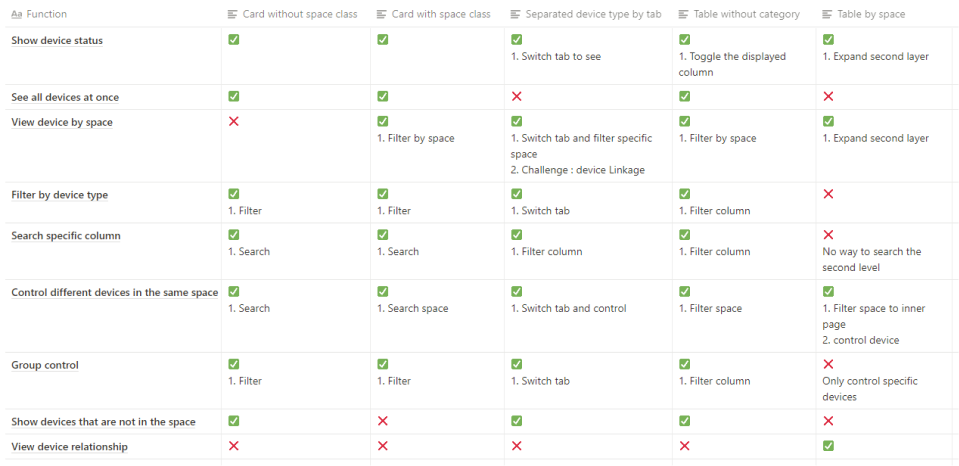 Aa Function
Card without space class
Card with space class
Separated device type by tab
Table without category
Table by space
Show device status
1. Switch tab to see
1. Toggle the displayed
column
1. Expand second layer
See all devices at once
View device by space
1. Filter by space
1. Switch tab and filter specific
space
2. Challenge : device Linkage
1. Filter by space
1. Expand second layer
Filter by device type
1. Filter
1. Filter
1. Switch tab
1. Filter column
Search specific column
1. Search
1. Search
1. Filter column
1. Filter column
No way to search the
second level
Control different devices in the same space
1. Search
1. Search space
1. Switch tab and control
1. Filter space
1. Filter space to inner
page
2. control device
Group control
1. Filter
1. Filter
1. Switch tab
1. Filter column
Only control specific
devices
Show devices that are not in the space
View device relationship